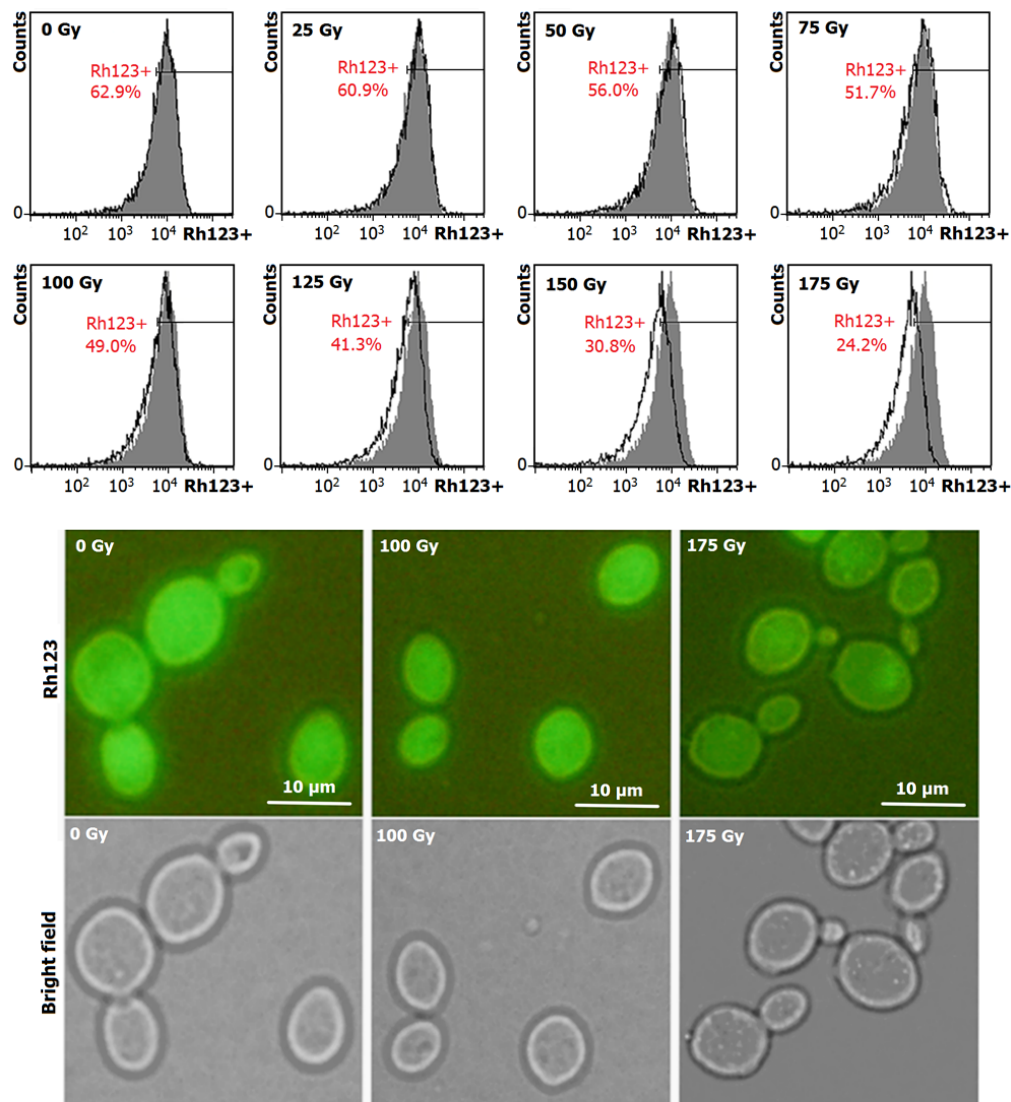 Counts
0 Gy
Rh123+
62.9%
0
10² 10³ 10⁴ Rh123+
Counts
25 Gy
Rh123+
60.9%
0
10² 10³ 10⁴ Rh123+
Counts
50 Gy
Rh123+
56.0%
0
10² 10³ 10⁴ Rh123+
Counts
75 Gy
Rh123+
51.7%
0
10² 10³ 10⁴ Rh123+
Counts
100 Gy
Rh123+
49.0%
0
10² 10³ 10⁴ Rh123+
Counts
125 Gy
Rh123+
41.3%
0
10² 10³ 10⁴ Rh123+
Counts
150 Gy
Rh123+
30.8%
0
10² 10³ 10⁴ Rh123+
Counts
175 Gy
Rh123+
24.2%
0
10² 10³ 10⁴ Rh123+
Rh123
0 Gy
10 µm
100 Gy
10 µm
175 Gy
10 µm
Bright field
0 Gy
100 Gy
175 Gy